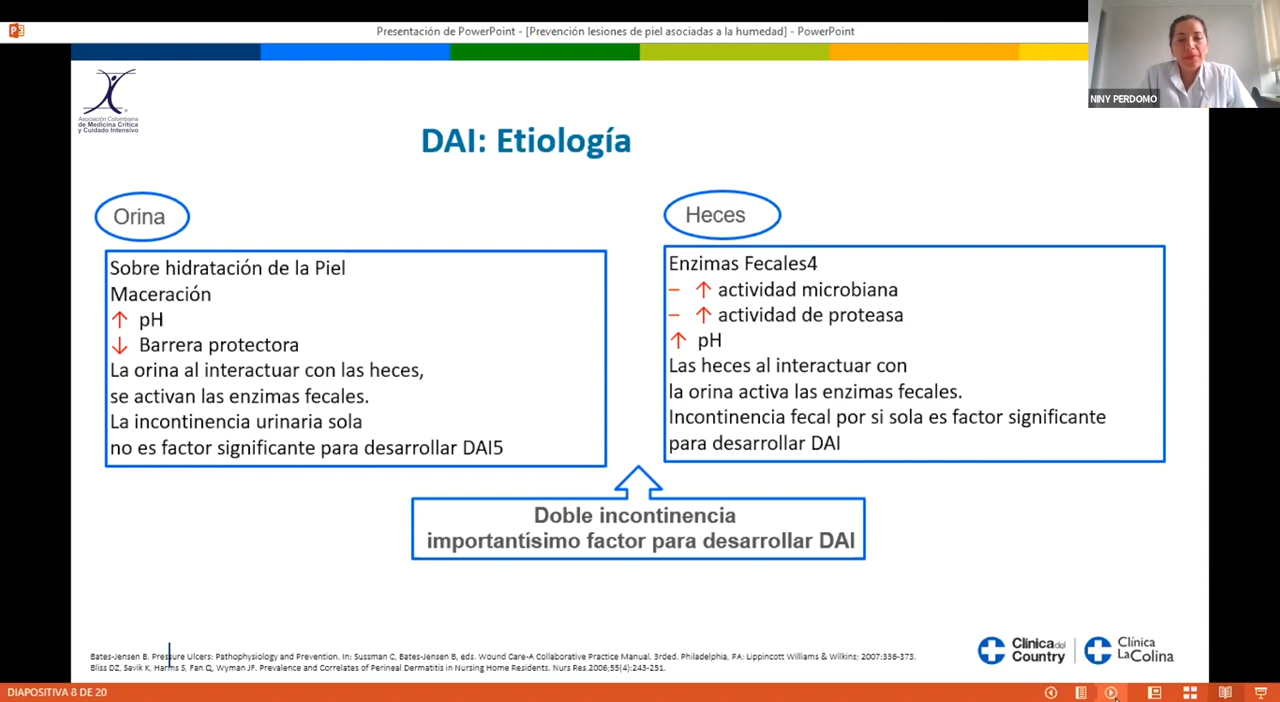 Presentación de PowerPoint - [Prevención lesiones de piel asociadas a la humedad] - PowerPoint
NINY PERDOMO
Asociación Colombiana
de Medicina Crítica
y Cuidado Intensivo
DAI: Etiología
Orina
Sobre hidratación de la Piel
Maceración
↑ pH
↓ Barrera protectora
La orina al interactuar con las heces,
se activan las enzimas fecales.
La incontinencia urinaria sola
no es factor significante para desarrollar DAI5
Heces
Enzimas Fecales4
– ↑ actividad microbiana
– ↑ actividad de proteasa
↑ pH
Las heces al interactuar con
la orina activa las enzimas fecales.
Incontinencia fecal por si sola es factor significante
para desarrollar DAI
Doble incontinencia
importantísimo factor para desarrollar DAI
Bates-Jensen B. Pressure Ulcers: Pathophysiology and Prevention. In: Sussman C, Bates-Jensen B, eds. Wound Care-A Collaborative Practice Manual. 3rded. Philadelphia, PA: Lippincott Williams & Wilkins; 2007:336-373.
Bliss DZ, Savik K, Harms S, Fan Q, Wyman JF. Prevalence and Correlates of Perineal Dermatitis in Nursing Home Residents. Nurs Res.2006;55(4):243-251.
Clínica del
Country
Clínica
La Colina
DIAPOSITIVA 8 DE 20